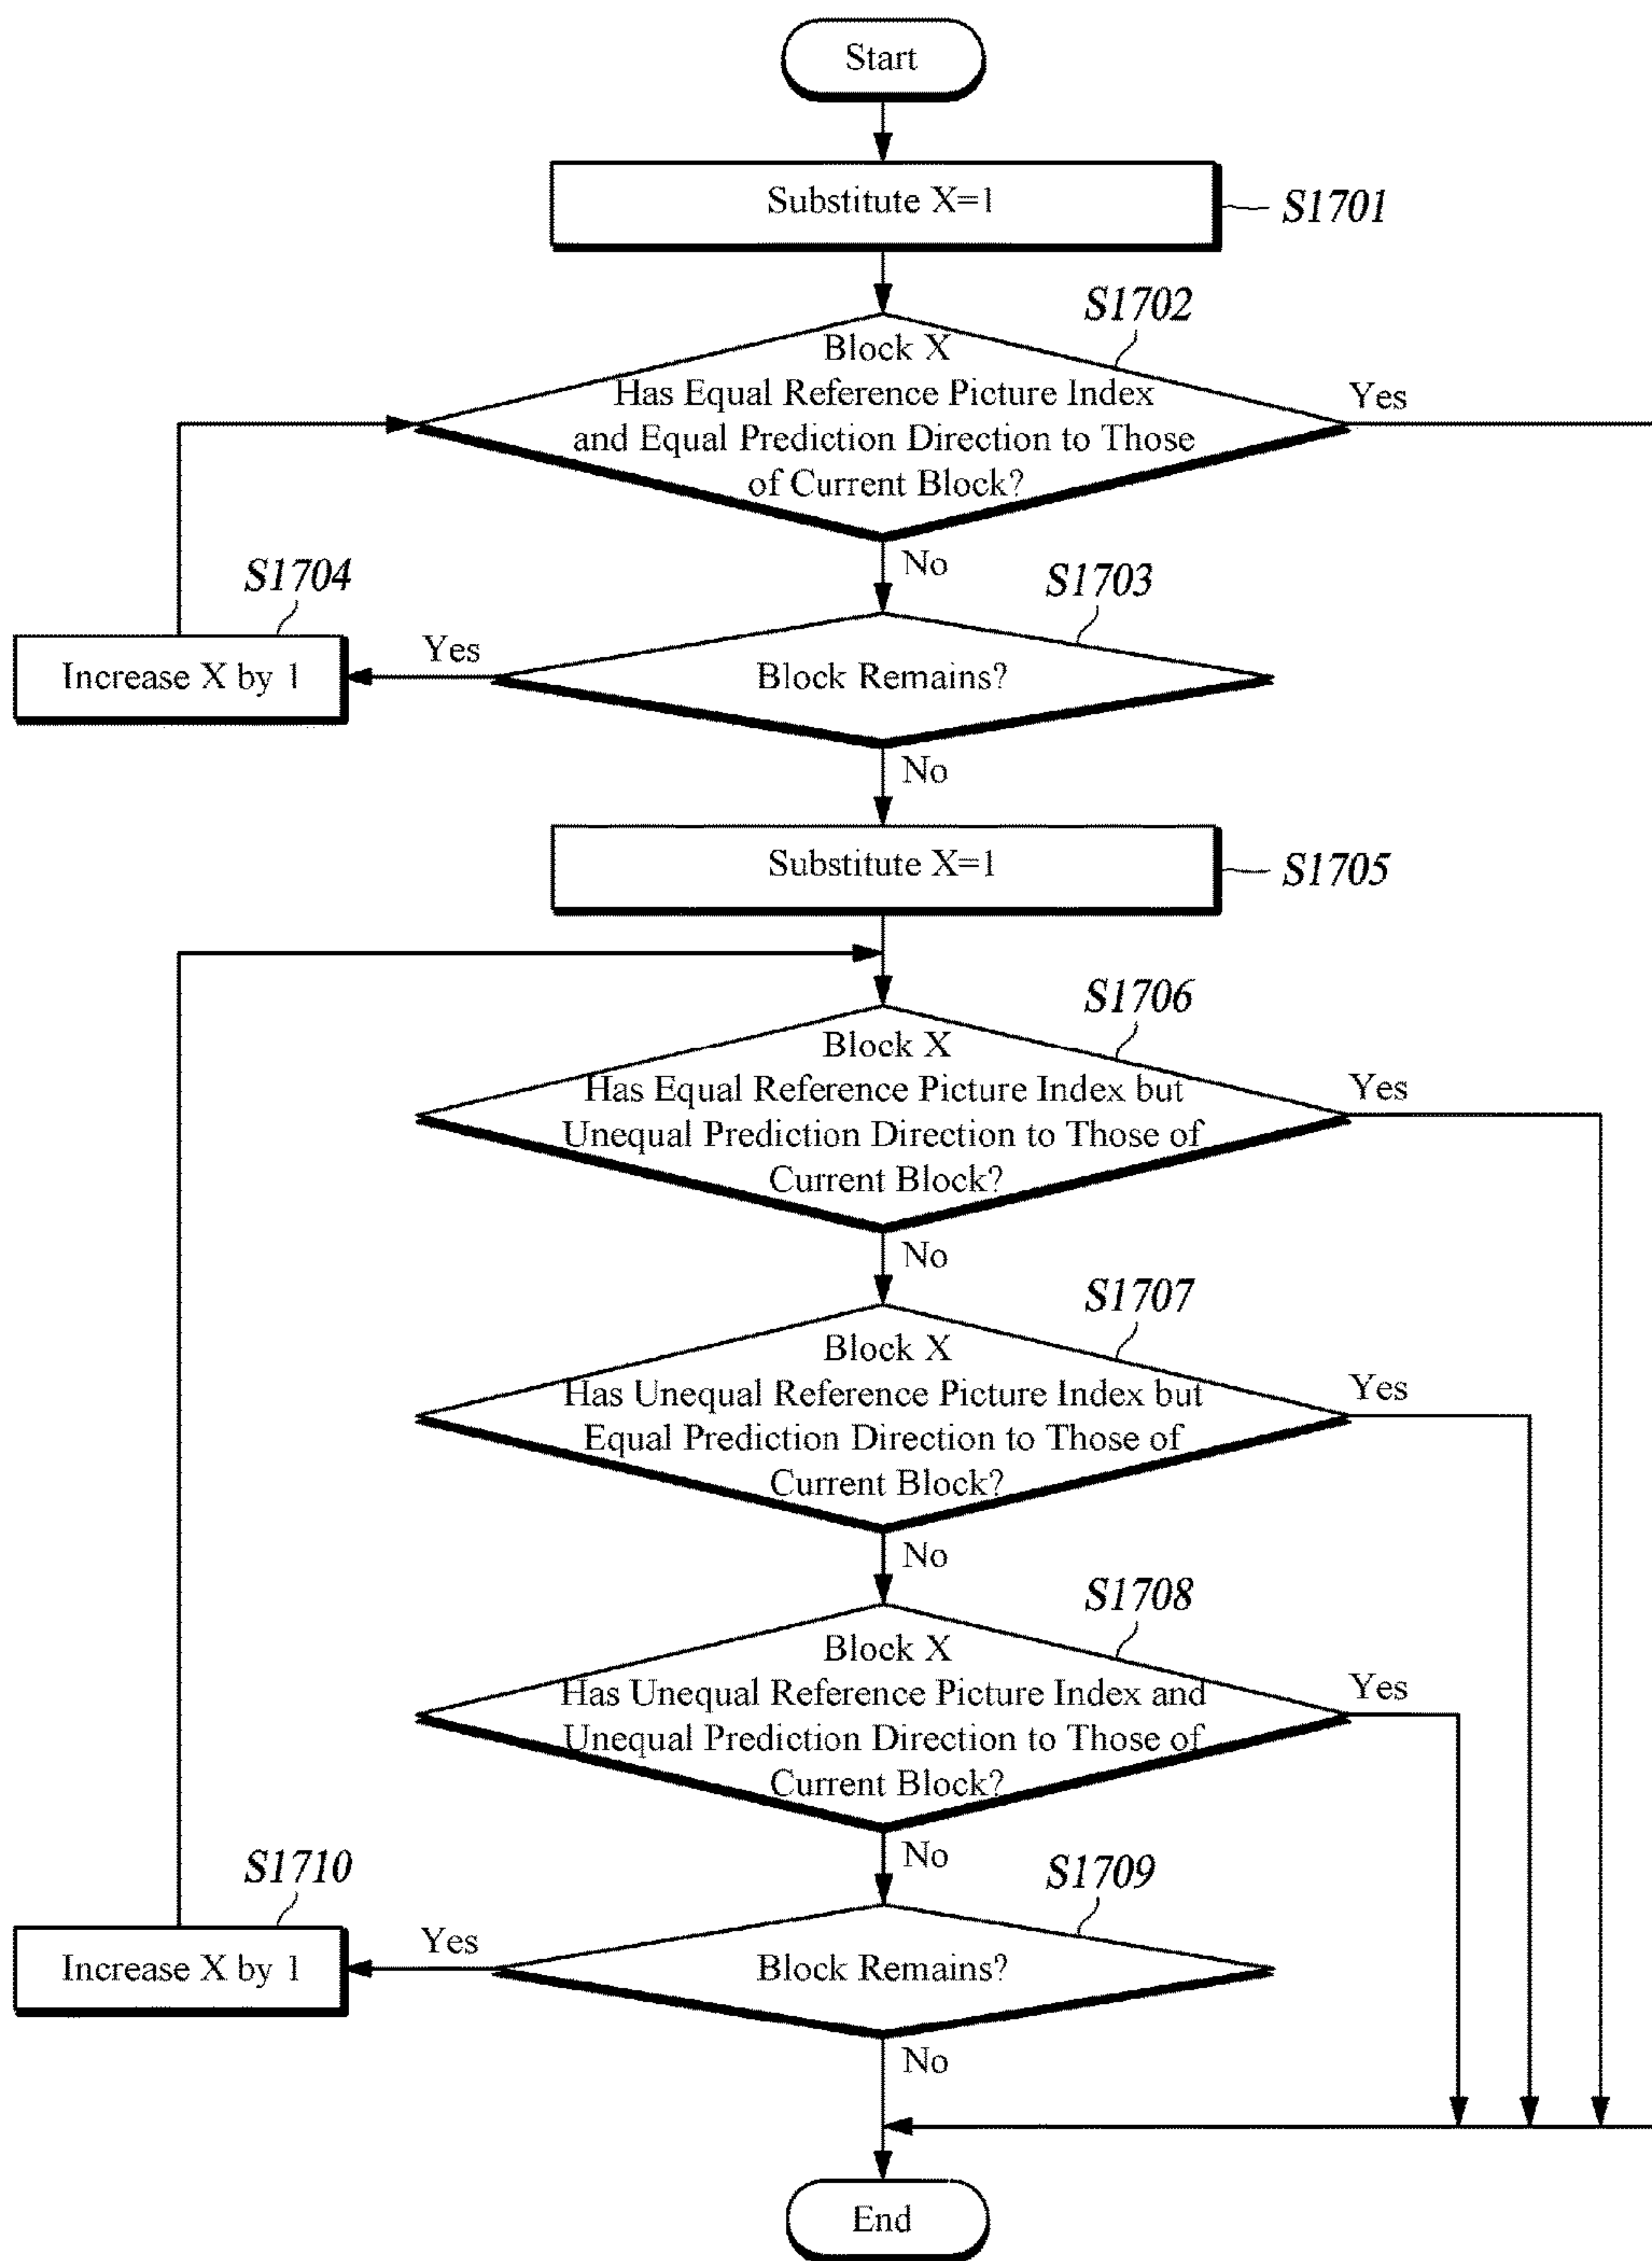 Start
Substitute X=1
S1701
S1702
Block X
Has Equal Reference Picture Index
and Equal Prediction Direction to Those
of Current Block?
Yes
No
S1704
S1703
Increase X by 1
Yes
Block Remains?
No
Substitute X=1
S1705
S1706
Block X
Has Equal Reference Picture Index but
Unequal Prediction Direction to Those of
Current Block?
Yes
No
S1707
Block X
Has Unequal Reference Picture Index but
Equal Prediction Direction to Those of
Current Block?
Yes
No
S1708
Block X
Has Unequal Reference Picture Index and
Unequal Prediction Direction to Those of
Current Block?
Yes
No
S1710
S1709
Increase X by 1
Yes
Block Remains?
No
End